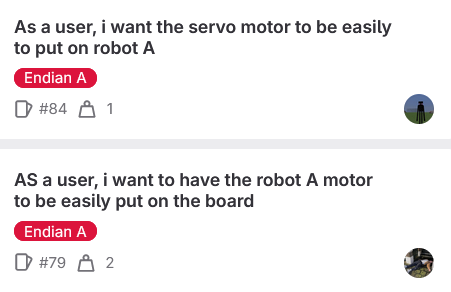 As a user, i want the servo motor to be easily
to put on robot A
Endian A
#84 1
AS a user, i want to have the robot A motor
to be easily put on the board
Endian A
#79 2